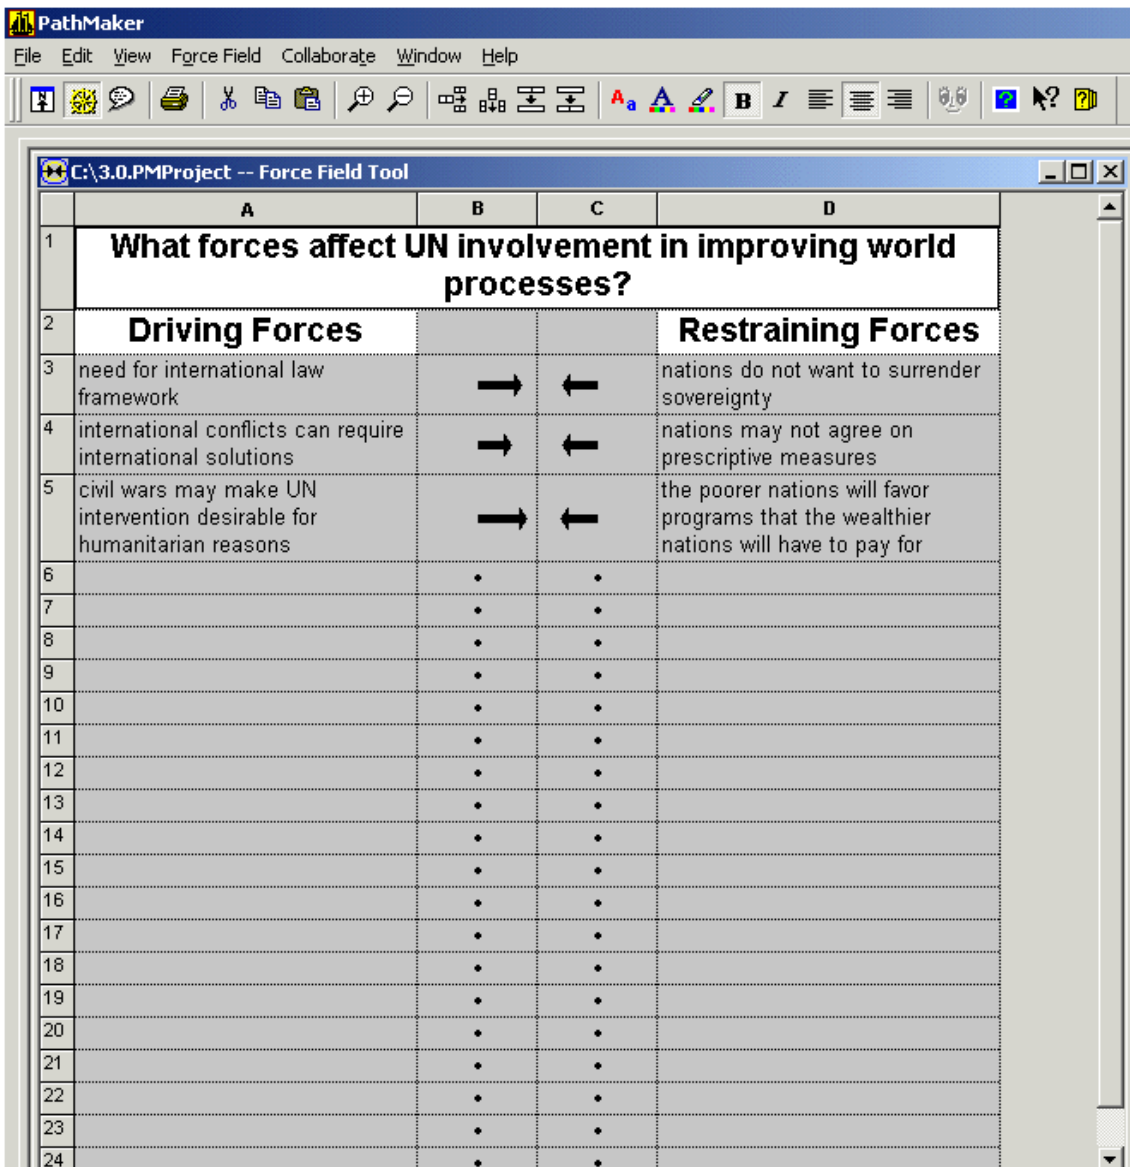 PathMaker
File Edit View Force Field Collaborate Window Help
C:\3.0.PMProject -- Force Field Tool
A B C D
1 What forces affect UN involvement in improving world
processes?
2 Driving Forces Restraining Forces
3 need for international law
framework
nations do not want to surrender
sovereignty
4 international conflicts can require
international solutions
nations may not agree on
prescriptive measures
5 civil wars may make UN
intervention desirable for
humanitarian reasons
the poorer nations will favor
programs that the wealthier
nations will have to pay for
6
7
8
9
10
11
12
13
14
15
16
17
18
19
20
21
22
23
24